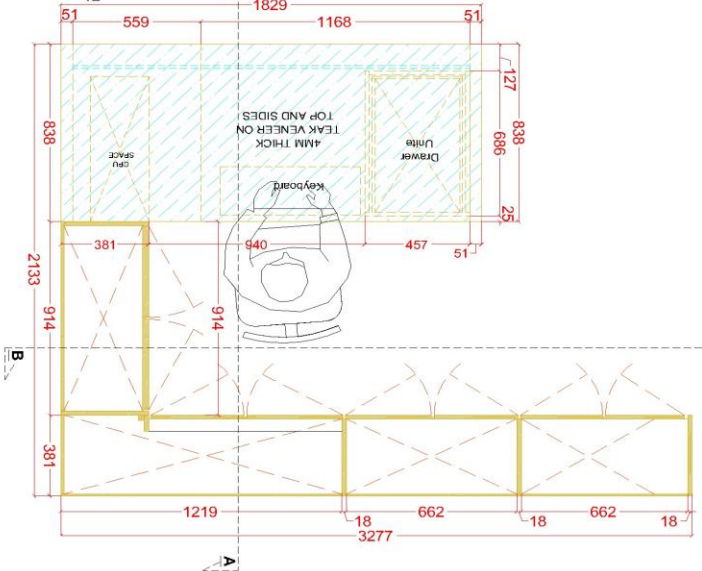 1829
51
559
1168
51
127
838
686
838
25
4MM THICK
TEAK VENEER ON
TOP AND SIDES
Drawer
Unite
CPU
SPACE
Keyboard
381
940
457
51
2133
914
914
B
381
1219
18
662
18
662
18
3277
A